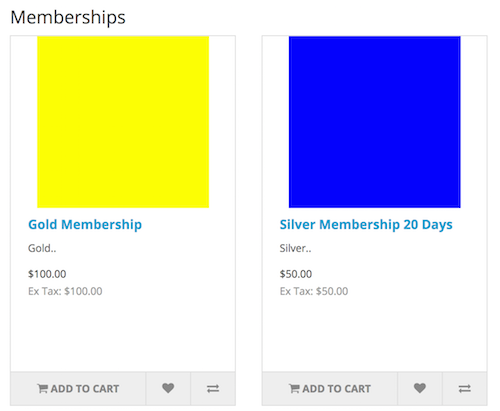 Memberships
Gold Membership
Gold..
$100.00
Ex Tax: $100.00
ADD TO CART
Silver Membership 20 Days
Silver..
$50.00
Ex Tax: $50.00
ADD TO CART